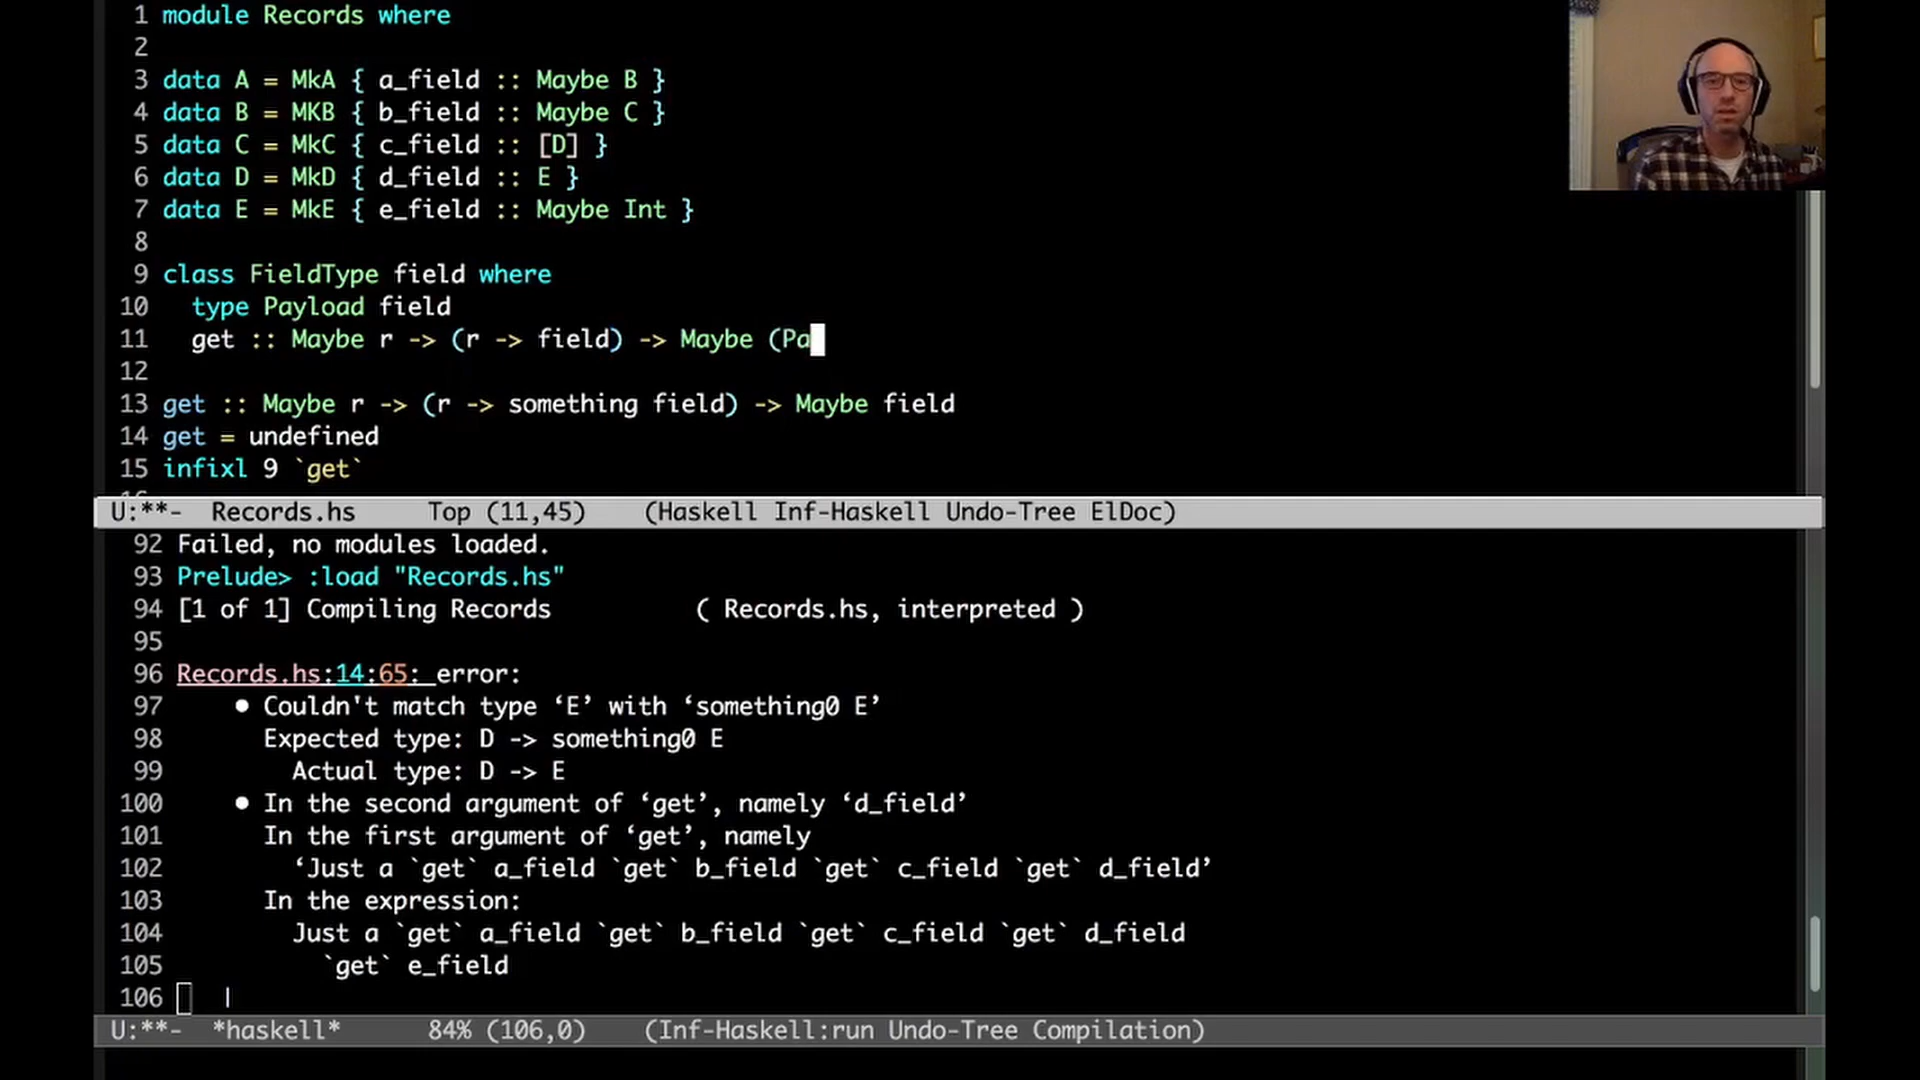 1 module Records where
2
3 data A = MkA { a_field :: Maybe B }
4 data B = MKB { b_field :: Maybe C }
5 data C = MkC { c_field :: [D] }
6 data D = MkD { d_field :: E }
7 data E = MkE { e_field :: Maybe Int }
8
9 class FieldType field where
10 type Payload field
11 get :: Maybe r -> (r -> field) -> Maybe (Pa
12
13 get :: Maybe r -> (r -> something field) -> Maybe field
14 get = undefined
15 infixl 9 `get`
U:**- Records.hs Top (11,45) (Haskell Inf-Haskell Undo-Tree ElDoc)
92 Failed, no modules loaded.
93 Prelude> :load "Records.hs"
94 [1 of 1] Compiling Records ( Records.hs, interpreted )
95
96 Records.hs:14:65: error:
97 • Couldn't match type ‘E’ with ‘something0 E’
98 Expected type: D -> something0 E
99 Actual type: D -> E
100 • In the second argument of ‘get’, namely ‘d_field’
101 In the first argument of ‘get’, namely
102 ‘Just a `get` a_field `get` b_field `get` c_field `get` d_field’
103 In the expression:
104 Just a `get` a_field `get` b_field `get` c_field `get` d_field
105 `get` e_field
106 |
U:**- *haskell* 84% (106,0) (Inf-Haskell:run Undo-Tree Compilation)